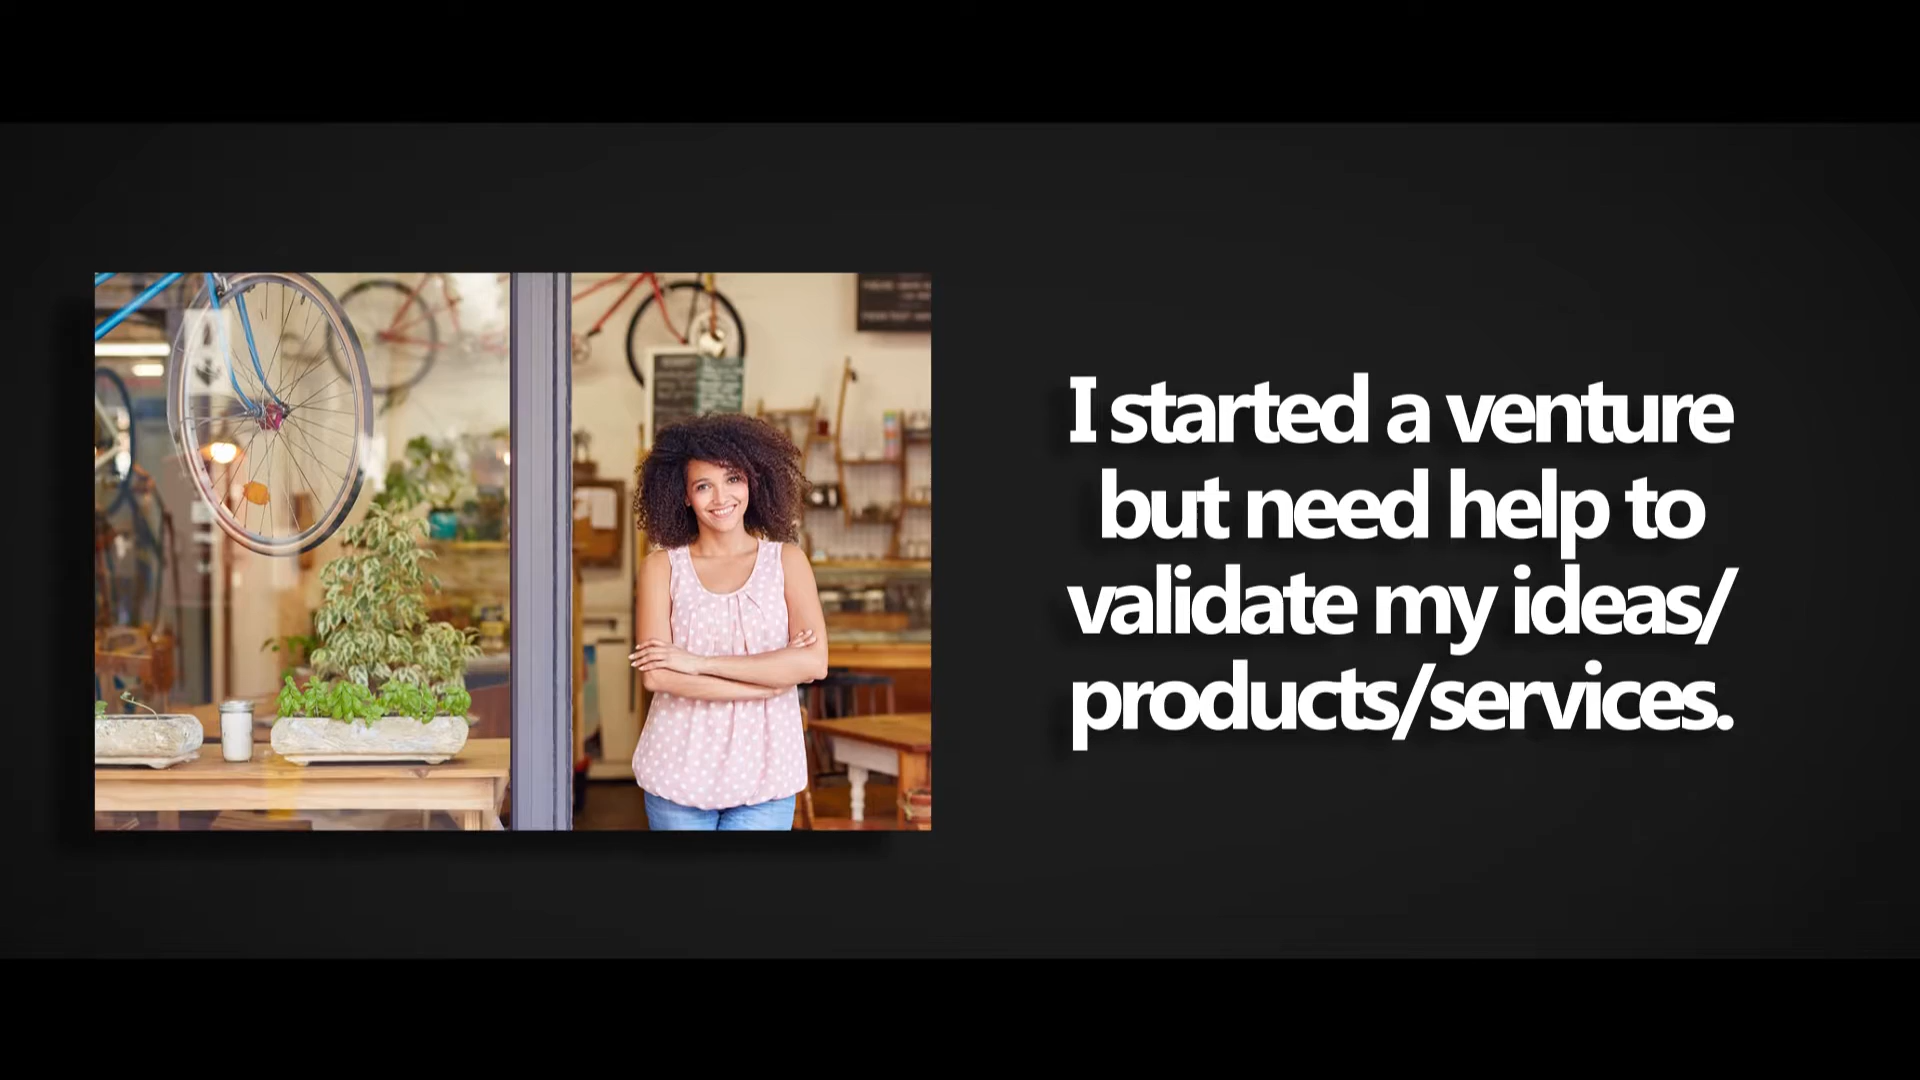 I started a venture
but need help to
validate my ideas/
products/services.